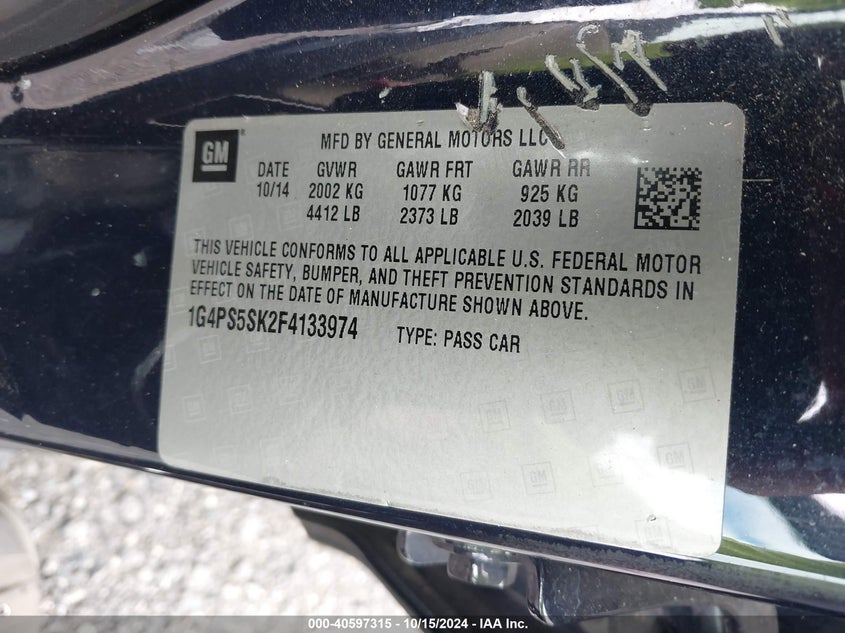 GM®
MFD BY GENERAL MOTORS LLC
DATE GVWR GAWR FRT GAWR RR
10/14 2002 KG 1077 KG 925 KG
4412 LB 2373 LB 2039 LB
THIS VEHICLE CONFORMS TO ALL APPLICABLE U.S. FEDERAL MOTOR
VEHICLE SAFETY, BUMPER, AND THEFT PREVENTION STANDARDS IN
EFFECT ON THE DATE OF MANUFACTURE SHOWN ABOVE.
1G4PS5SK2F4133974 TYPE: PASS CAR
000-40597315 - 10/15/2024 - IAA Inc.